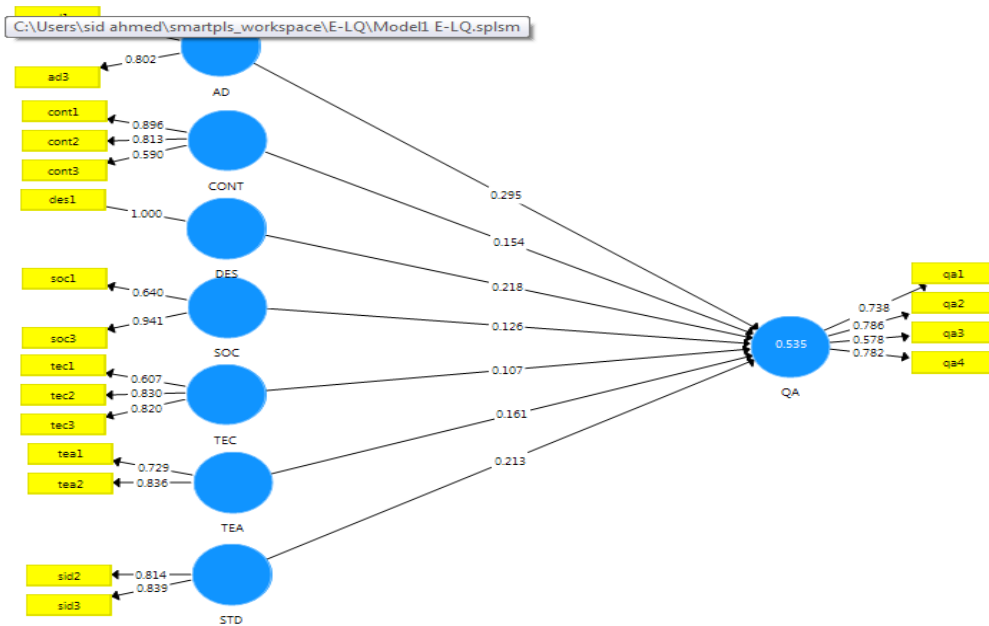 C:\Users\sid ahmed\smartpls_workspace\E-LQ\Model1 E-LQ.splsm
0.802
ad3
AD
cont1
0.896
cont2
0.813
cont3
0.590
CONT
des1
1.000
DES
soc1
0.640
soc3
0.941
SOC
tec1
0.607
tec2
0.830
tec3
0.820
TEC
tea1
0.729
tea2
0.836
TEA
sid2
0.814
sid3
0.839
STD
0.295
0.154
0.218
0.126
0.107
0.161
0.213
0.535
QA
0.738
qa1
0.786
qa2
0.578
qa3
0.782
qa4